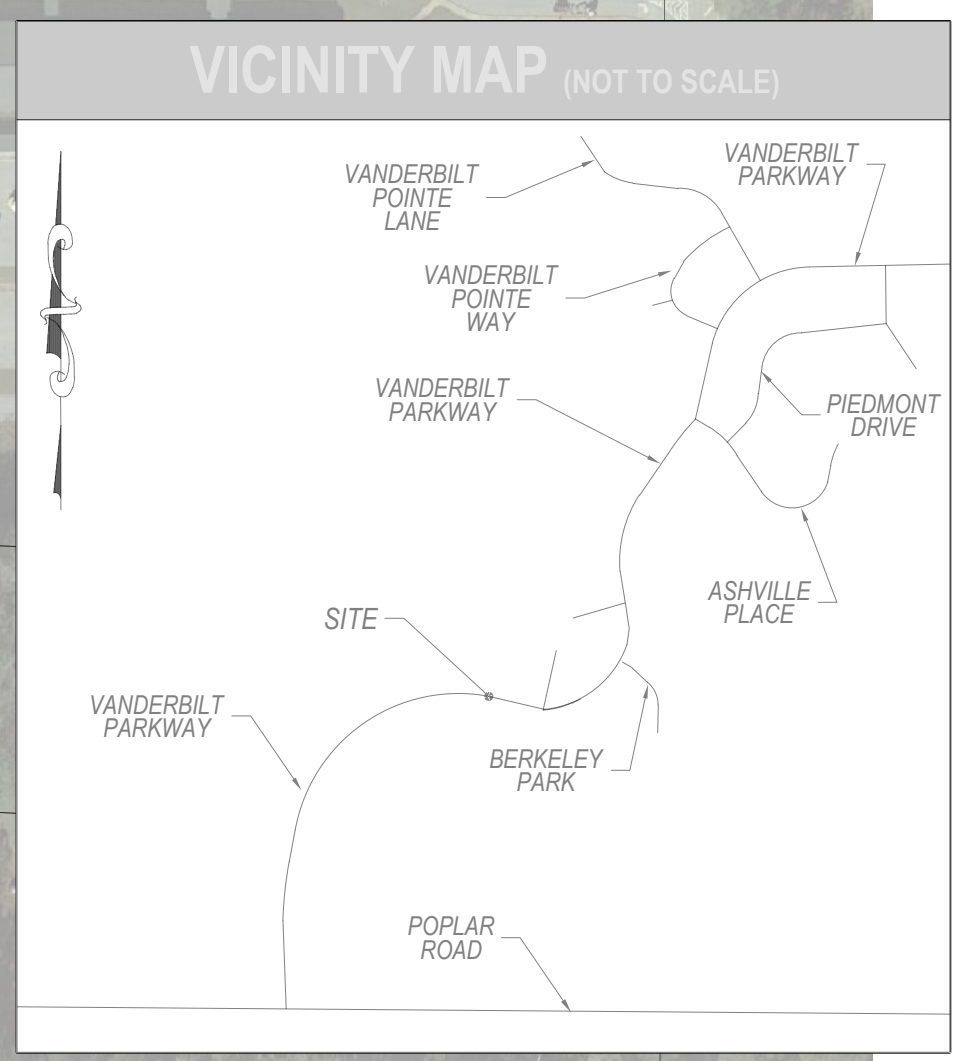 VICINITY MAP (NOT TO SCALE)
VANDERBILT
POINTE
LANE
VANDERBILT
PARKWAY
VANDERBILT
POINTE
WAY
VANDERBILT
PARKWAY
PIEDMONT
DRIVE
ASHVILLE
PLACE
SITE
VANDERBILT
PARKWAY
BERKELEY
PARK
POPLAR
ROAD